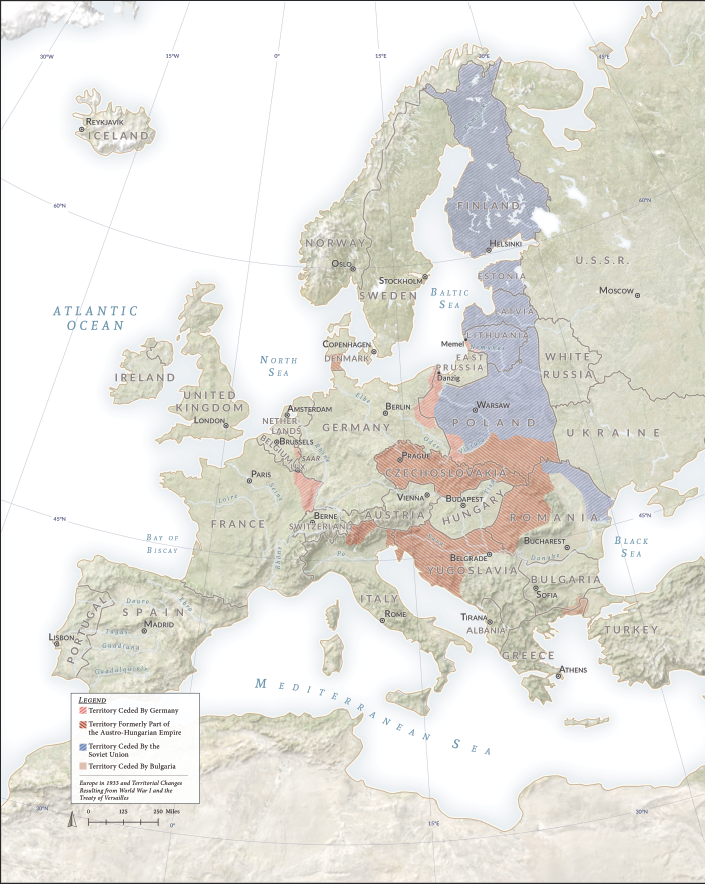 30°W
15°W
0°
15°E
30°E
45°E
Reykjavík
ICELAND
60°N
60°N
FINLAND
NORWAY
Helsinki
Oslo
U.S.S.R.
Stockholm
ESTONIA
SWEDEN
BALTIC
SEA
Moscow
ATLANTIC
OCEAN
LATVIA
LITHUANIA
Memel
Copenhagen
DENMARK
NORTH
SEA
EAST
PRUSSIA
WHITE
RUSSIA
Danzig
IRELAND
UNITED
KINGDOM
Elbe
Berlin
Warsaw
Amsterdam
London
NETHER
LANDS
GERMANY
POLAND
UKRAINE
Brussels
BELGIUM
Oder
SAAR
Prague
CZECHOSLOVAKIA
Paris
Seine
Loire
Vienna
Budapest
HUNGARY
45°N
45°N
FRANCE
Berne
SWITZERLAND
AUSTRIA
ROMANIA
BAY OF
BISCAY
Rhône
Po
Bucharest
BLACK
SEA
Belgrade
Danube
YUGOSLAVIA
BULGARIA
Sofia
ITALY
Rome
PORTUGAL
SPAIN
Douro
Ebro
Madrid
Lisbon
Tagus
Guadiana
Guadalquivir
Tirana
ALBANIA
TURKEY
GREECE
Athens
MEDITERRANEAN SEA
Legend
Territory Ceded By Germany
Territory Formerly Part of
the Austro-Hungarian Empire
Territory Ceded By the
Soviet Union
Territory Ceded By Bulgaria
Europe in 1933 and Territorial Changes
Resulting from World War I and the
Treaty of Versailles
30°N
0 125 250 Miles
0°
15°E
30°N